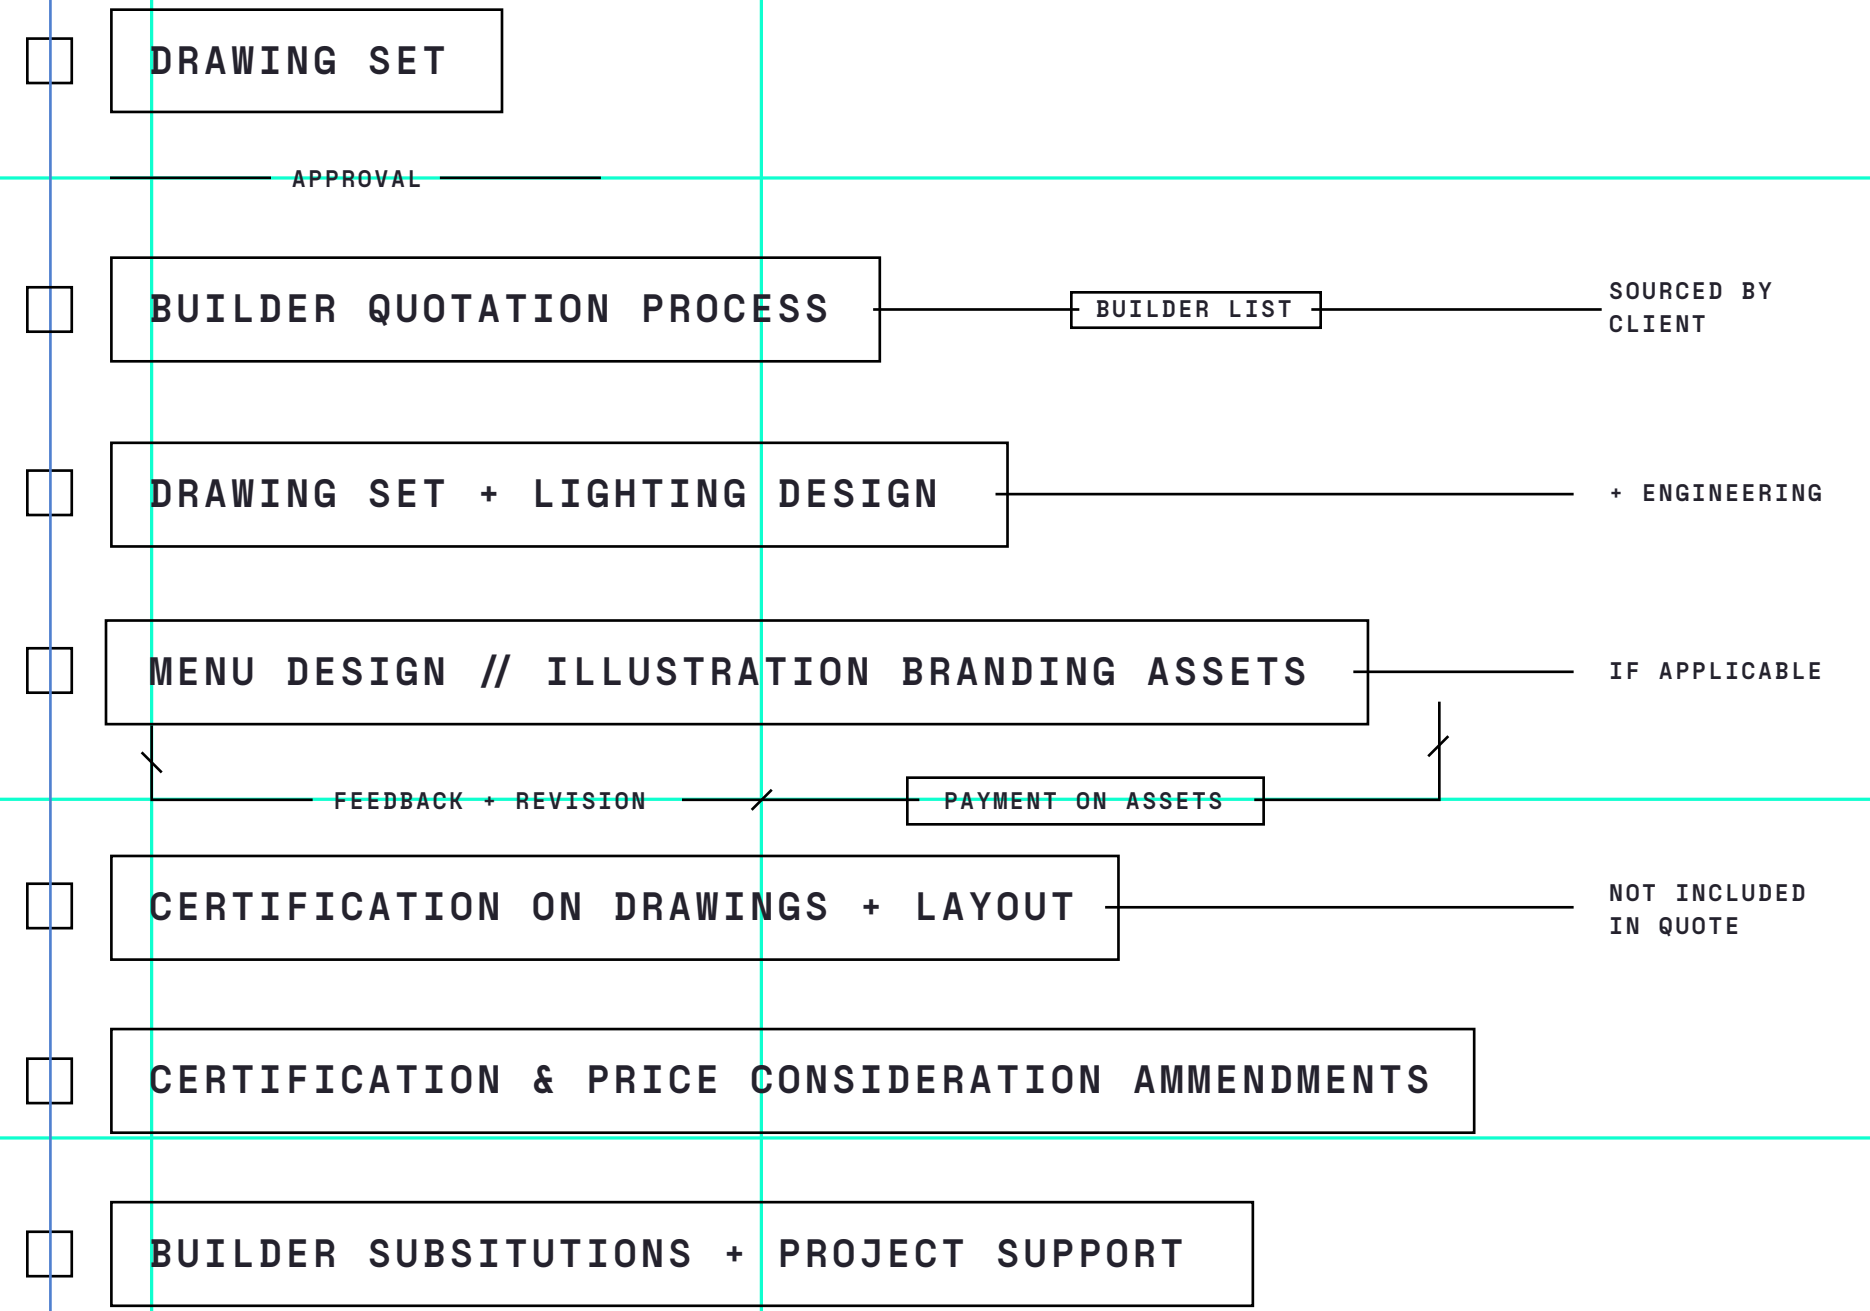 DRAWING SET
APPROVAL
BUILDER QUOTATION PROCESS
BUILDER LIST
SOURCED BY
CLIENT
DRAWING SET + LIGHTING DESIGN
+ ENGINEERING
MENU DESIGN // ILLUSTRATION BRANDING ASSETS
IF APPLICABLE
FEEDBACK + REVISION
PAYMENT ON ASSETS
CERTIFICATION ON DRAWINGS + LAYOUT
NOT INCLUDED
IN QUOTE
CERTIFICATION & PRICE CONSIDERATION AMMENDMENTS
BUILDER SUBSITUTIONS + PROJECT SUPPORT